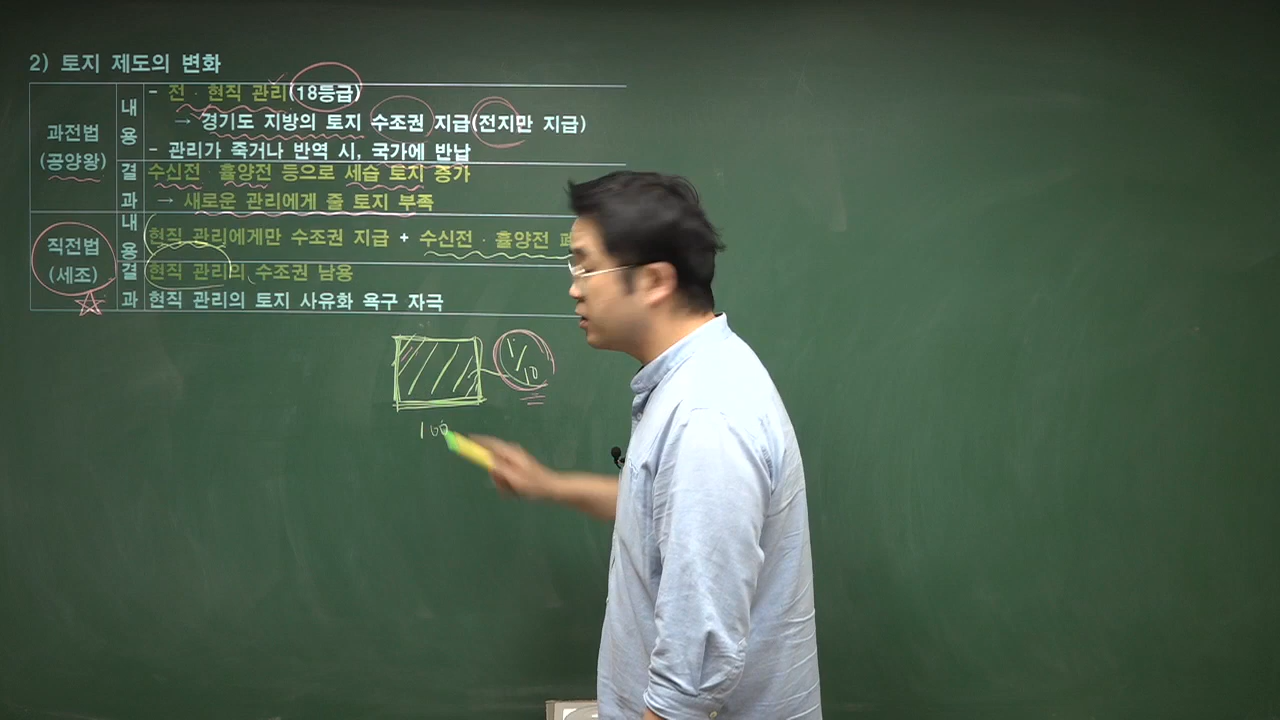 2) 토지 제도의 변화
- 전·현직 관리(18등급)
→ 경기도 지방의 토지 수조권 지급(전지만 지급)
- 관리가 죽거나 반역 시, 국가에 반납
내용
과전법
(공양왕)
수신전·휼양전 등으로 세습 토지 증가
→ 새로운 관리에게 줄 토지 부족
결과
현직 관리에게만 수조권 지급 + 수신전·휼양전
내용
직전법
(세조)
현직 관리의 수조권 남용
현직 관리의 토지 사유화 욕구 자극
결과
1/10
100